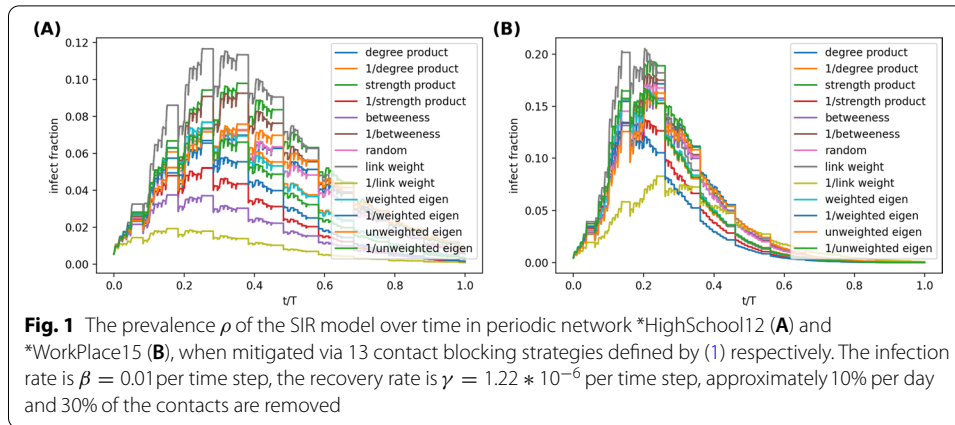 (A)
infect fraction
0.12
0.10
0.08
0.06
0.04
0.02
0.00
0.0 0.2 0.4 0.6 0.8 1.0
t/T
degree product
1/degree product
strength product
1/strength product
betweeness
1/betweeness
random
link weight
1/link weight
weighted eigen
1/weighted eigen
unweighted eigen
1/unweighted eigen
(B)
infect fraction
0.20
0.15
0.10
0.05
0.00
0.0 0.2 0.4 0.6 0.8 1.0
t/T
degree product
1/degree product
strength product
1/strength product
betweeness
1/betweeness
random
link weight
1/link weight
weighted eigen
1/weighted eigen
unweighted eigen
1/unweighted eigen
Fig. 1 The prevalence ρ of the SIR model over time in periodic network *HighSchool12 (A) and
*WorkPlace15 (B), when mitigated via 13 contact blocking strategies defined by (1) respectively. The infection
rate is β = 0.01 per time step, the recovery rate is γ = 1.22 * 10⁻⁶ per time step, approximately 10% per day
and 30% of the contacts are removed